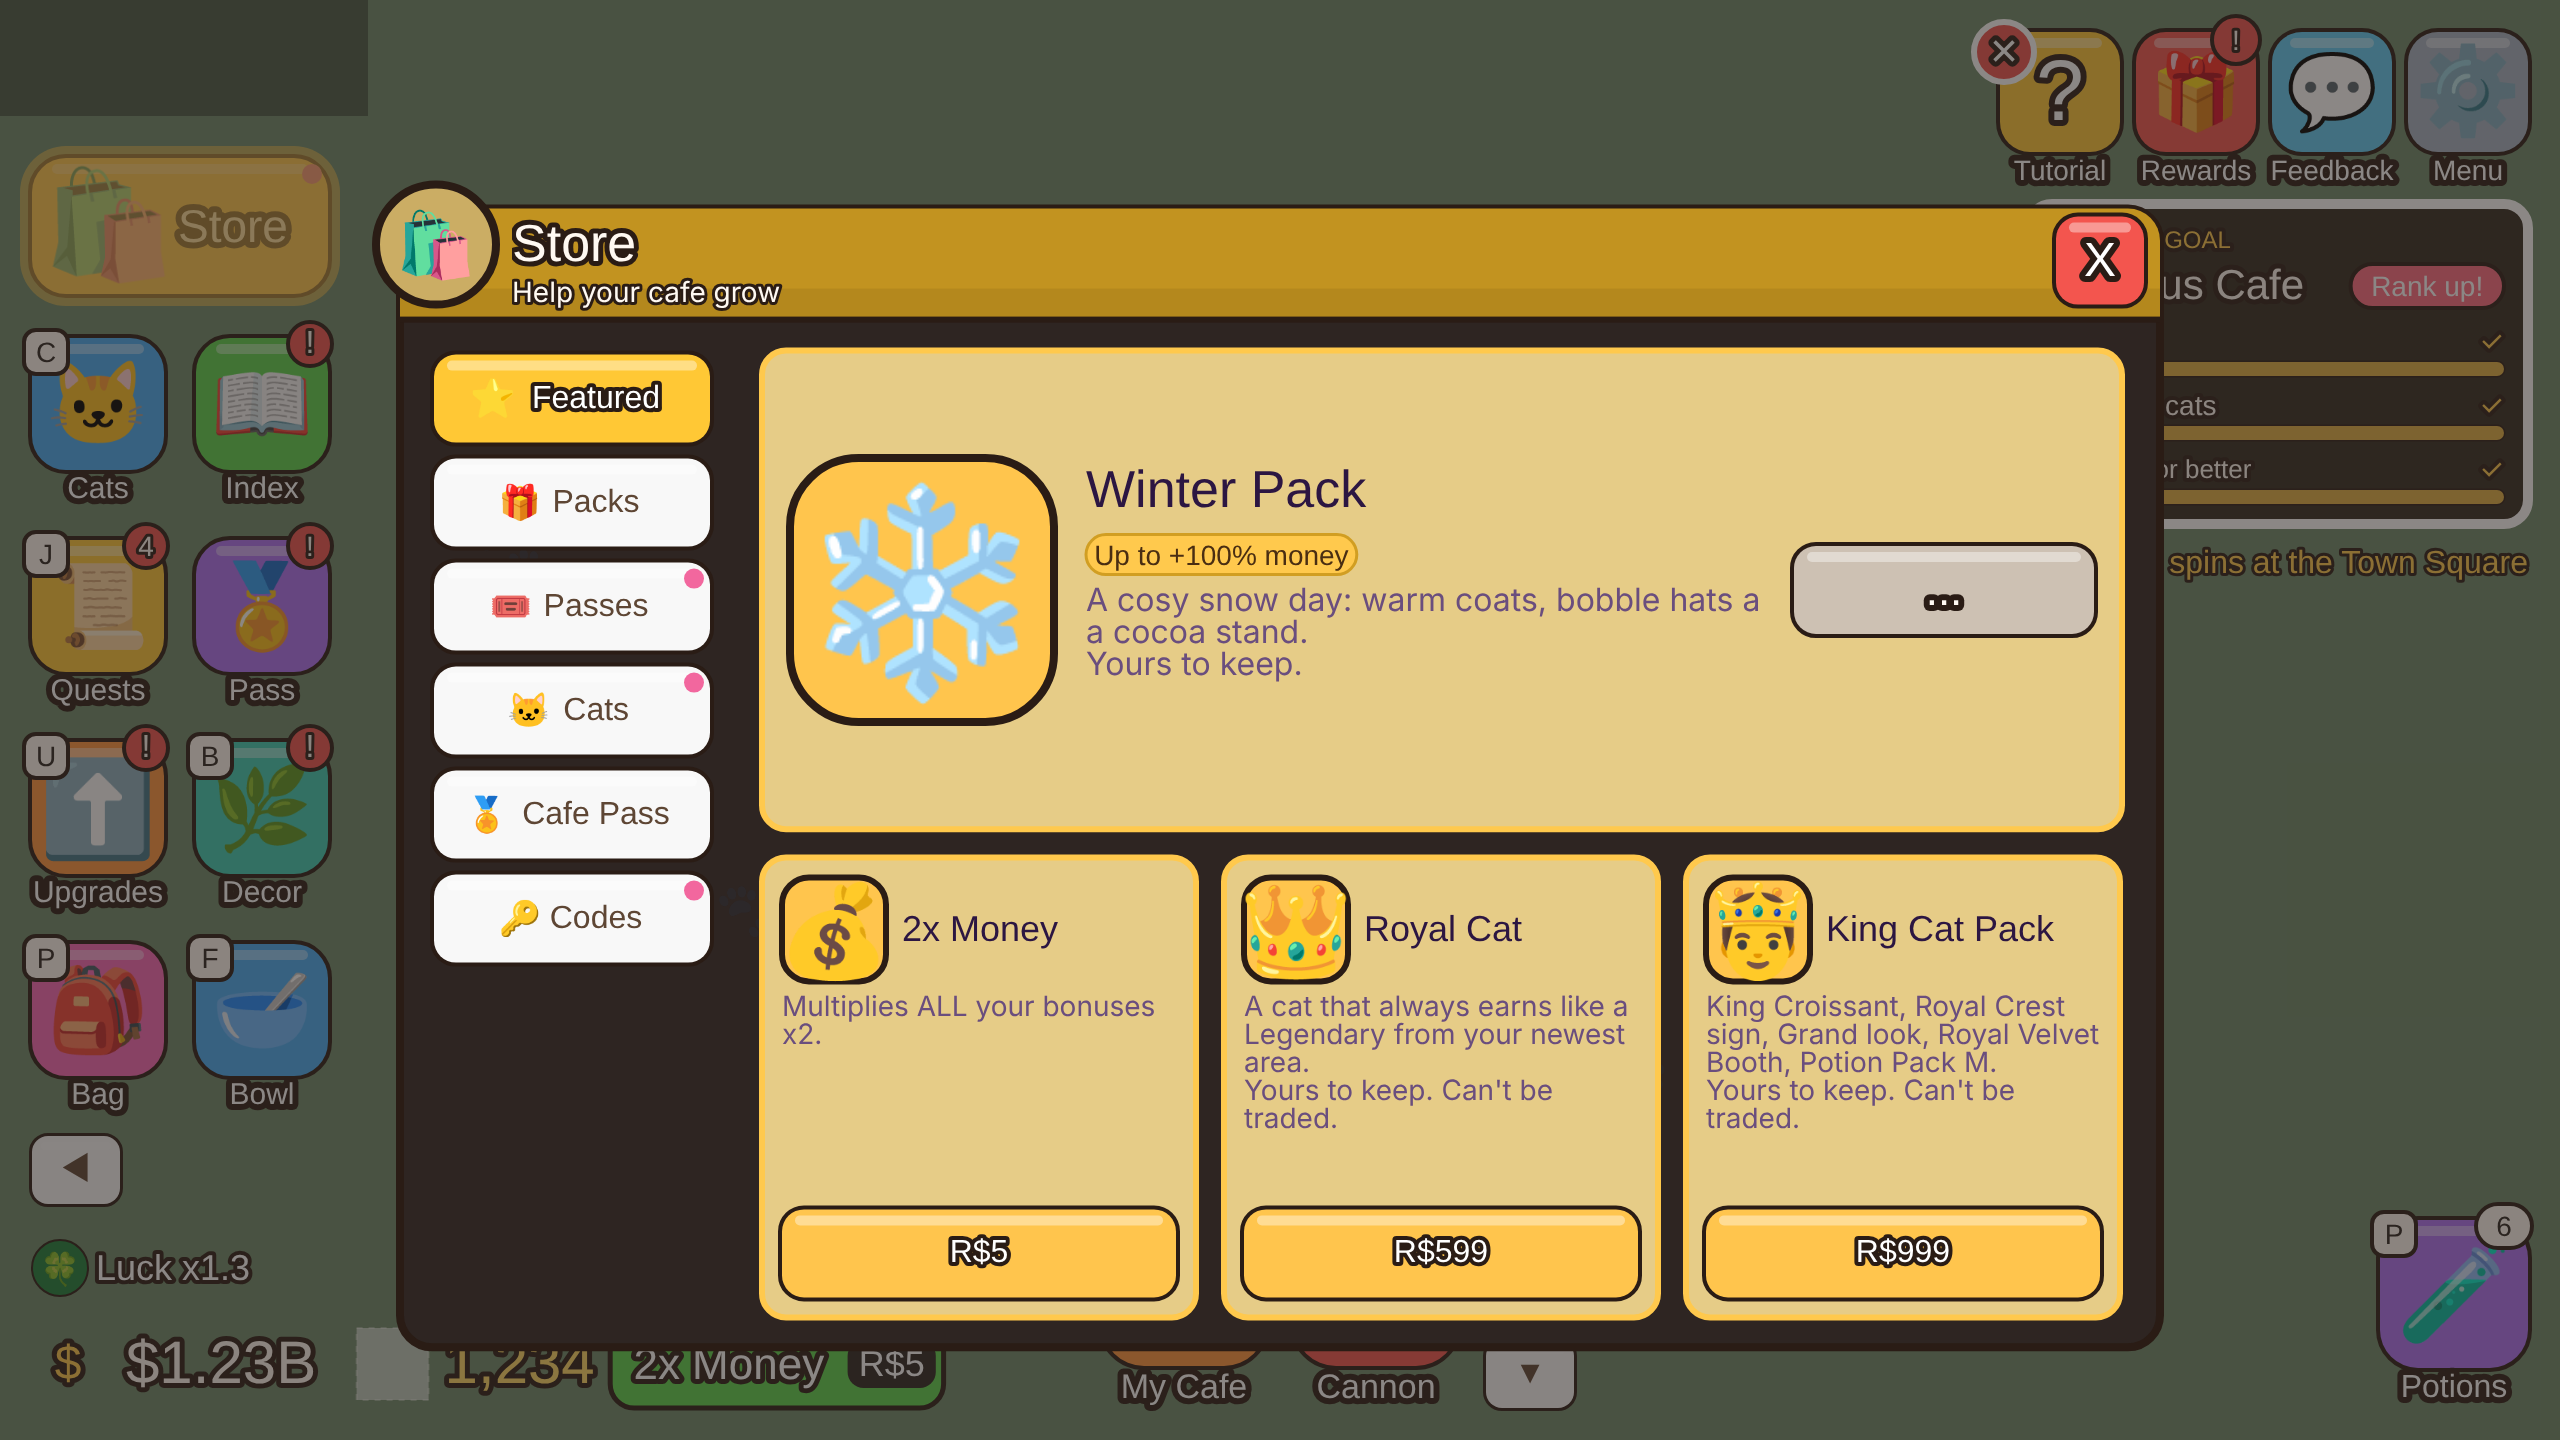 Tutorial
!
Rewards
Feedback
Menu
Store
Store
Help your cafe grow
X
GOAL
us Cafe
Rank up!
cats
or better
spins at the Town Square
C
Cats
!
Index
J
4
Quests
!
Pass
U
!
Upgrades
B
!
Decor
P
Bag
F
Bowl
Luck x1.3
$ $1.23B
1,234
2x Money R$5
My Cafe
Cannon
P
6
Potions
Featured
Packs
Passes
Cats
Cafe Pass
Codes
Winter Pack
Up to +100% money
A cosy snow day: warm coats, bobble hats a
a cocoa stand.
Yours to keep.
...
2x Money
Multiplies ALL your bonuses
x2.
R$5
Royal Cat
A cat that always earns like a
Legendary from your newest
area.
Yours to keep. Can't be
traded.
R$599
King Cat Pack
King Croissant, Royal Crest
sign, Grand look, Royal Velvet
Booth, Potion Pack M.
Yours to keep. Can't be
traded.
R$999